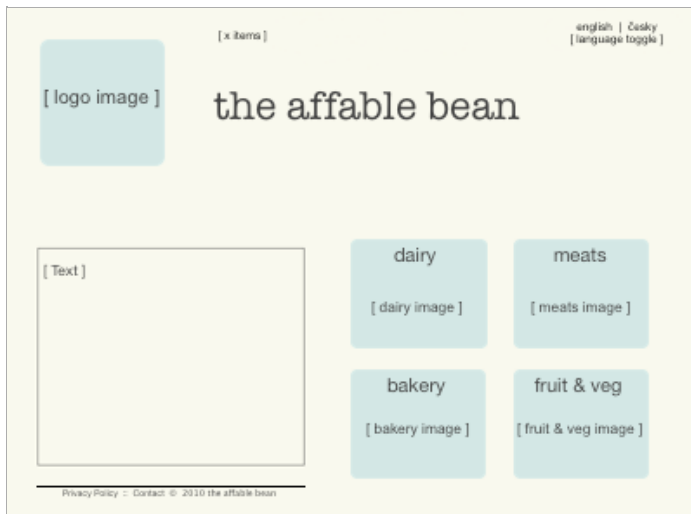 [ x items ]
english | česky
[ language toggle ]
[ logo image ]
the affable bean
[ Text ]
dairy
[ dairy image ]
meats
[ meats image ]
bakery
[ bakery image ]
fruit & veg
[ fruit & veg image ]
Privacy Policy :: Contact © 2010 the affable bean